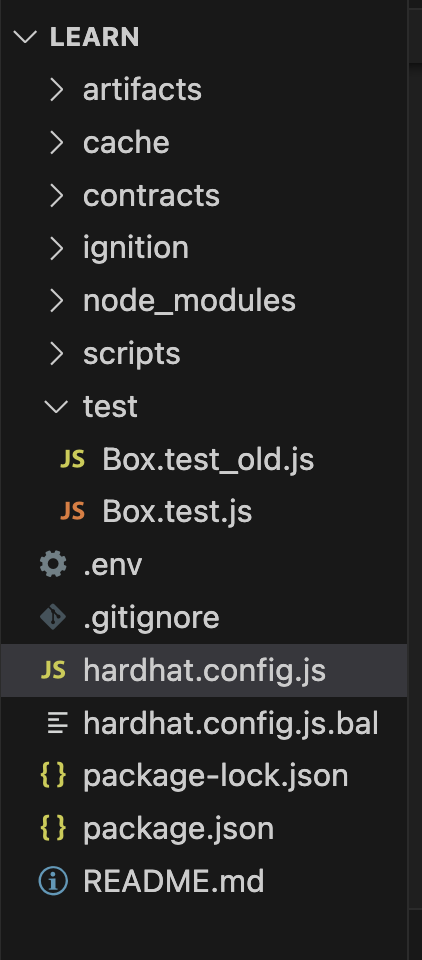 LEARN
artifacts
cache
contracts
ignition
node_modules
scripts
test
JS Box.test_old.js
JS Box.test.js
.env
.gitignore
JS hardhat.config.js
hardhat.config.js.bal
{} package-lock.json
{} package.json
README.md